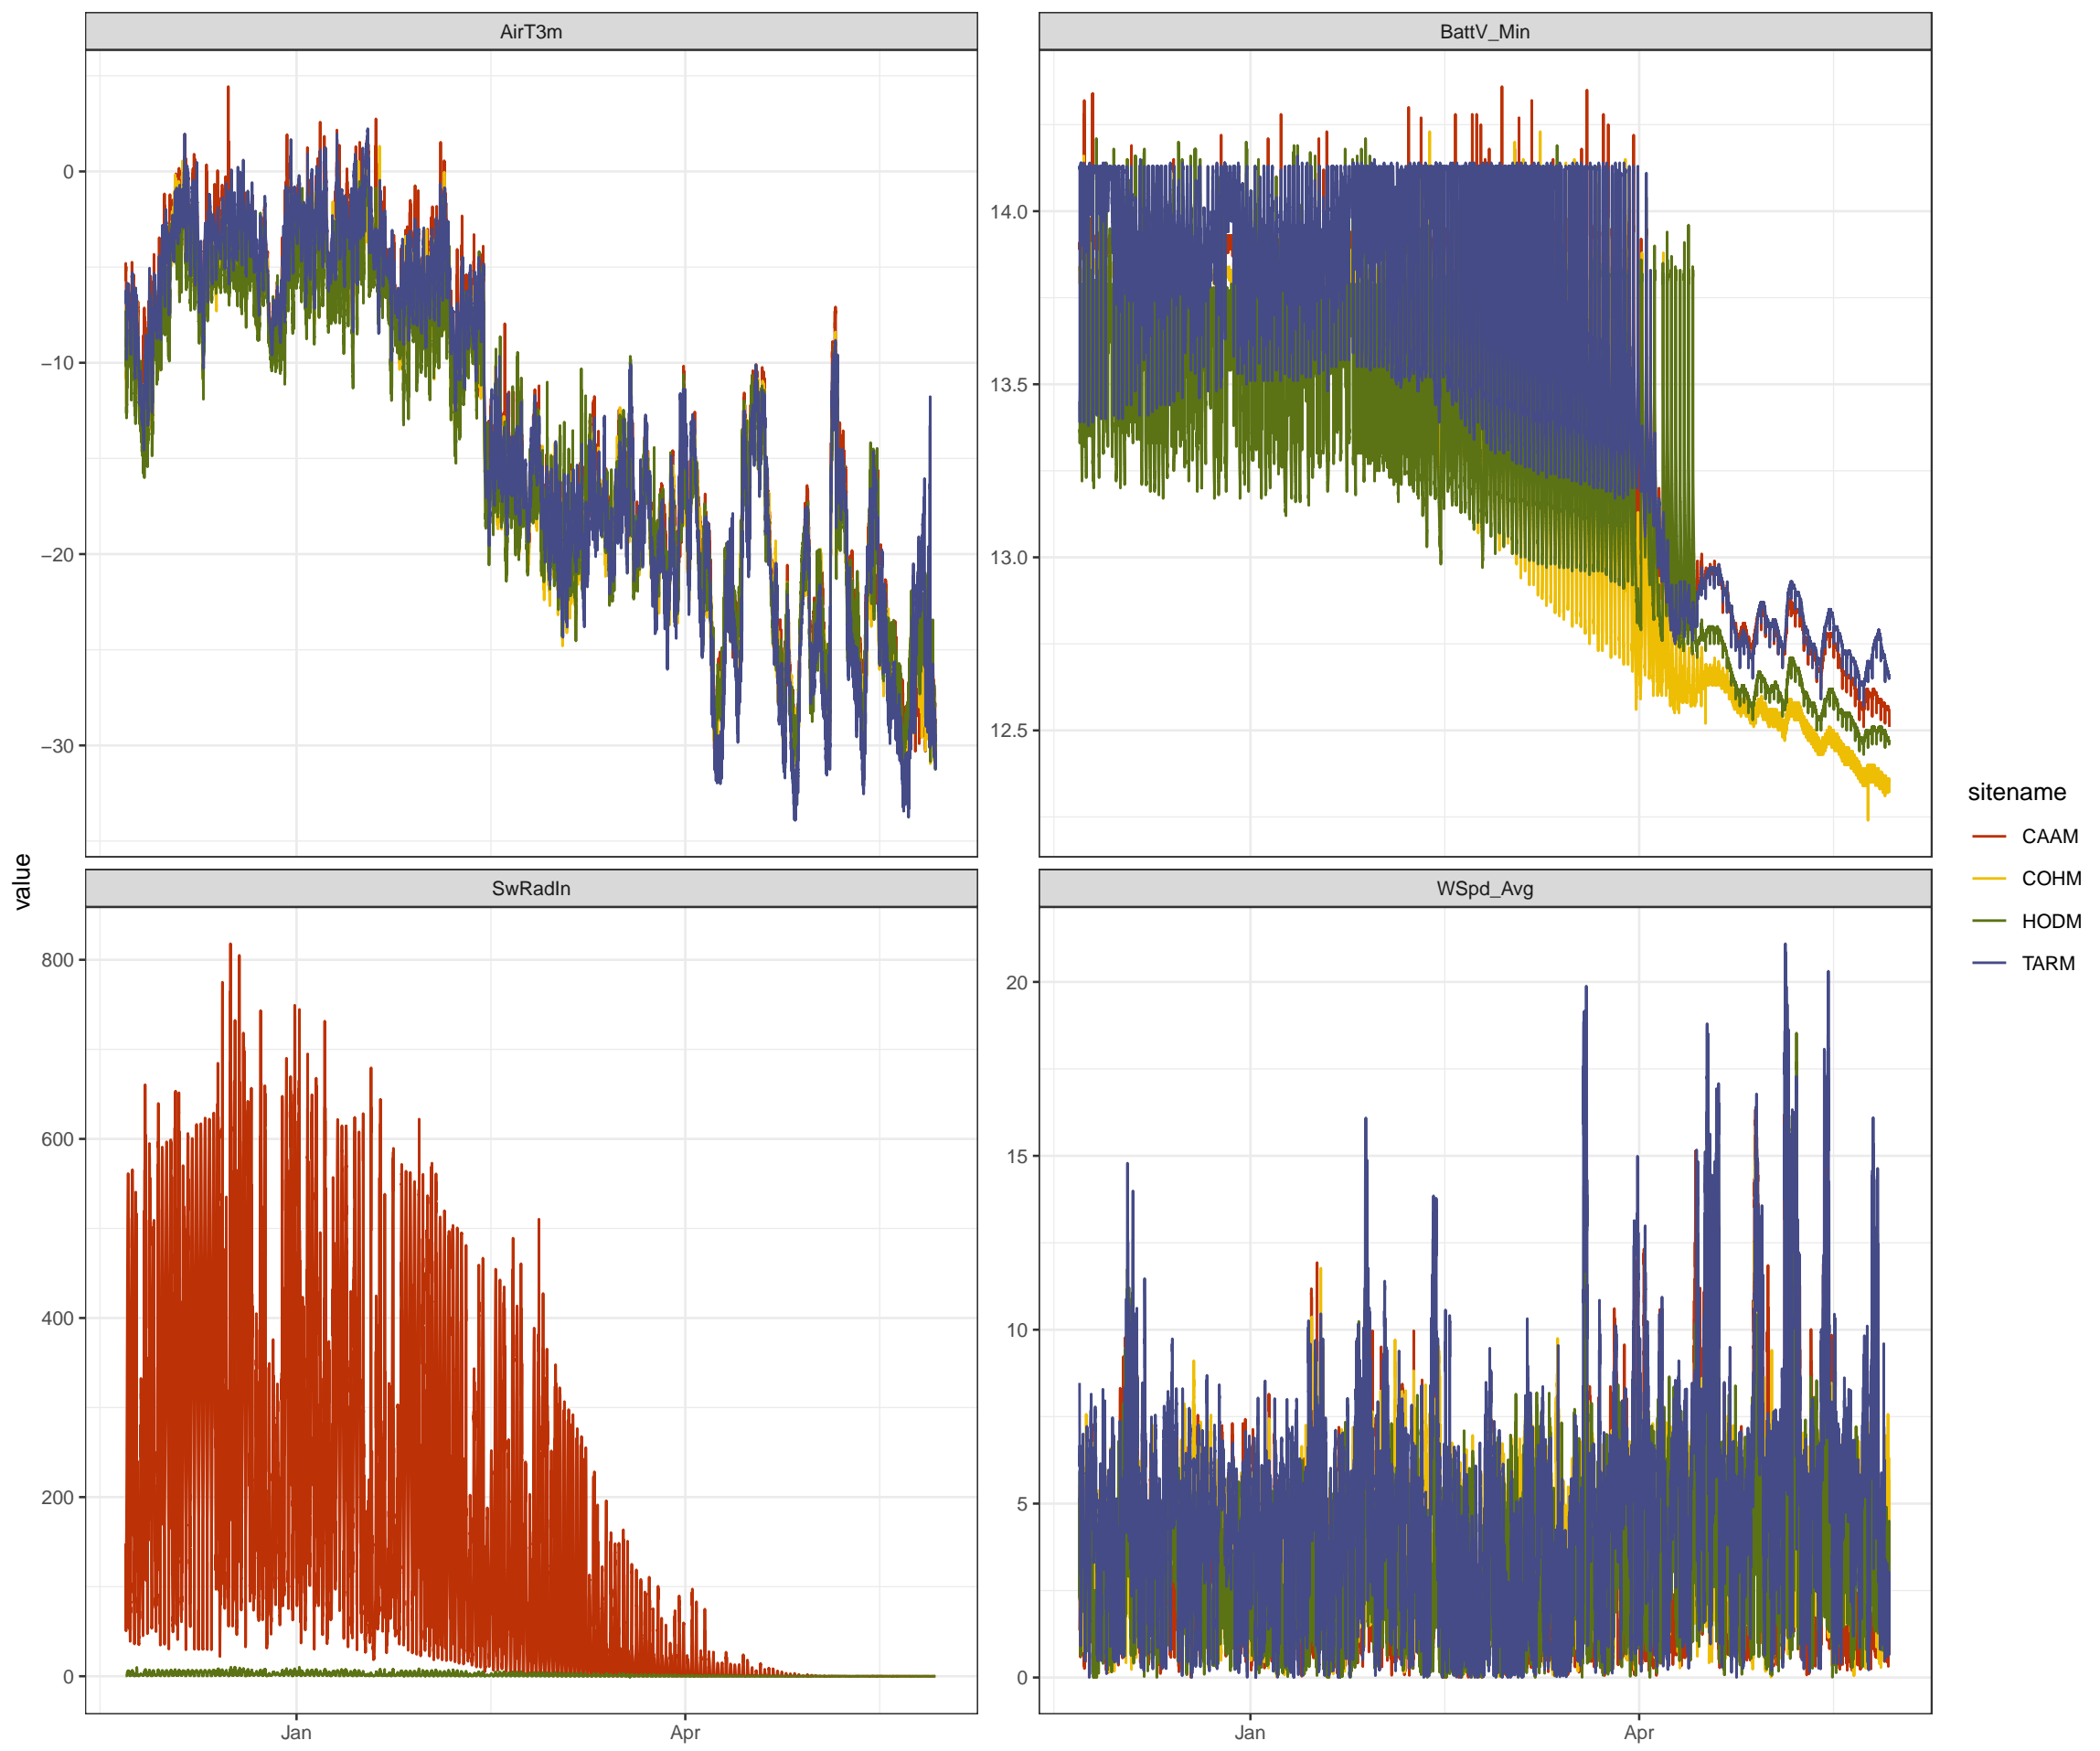 AirT3m
BattV_Min
0
−10
−20
−30
14.0
13.5
13.0
12.5
SwRadIn
WSpd_Avg
800
600
400
200
0
20
15
10
5
0
Jan
Apr
Jan
Apr
value
sitename
CAAM
COHM
HODM
TARM